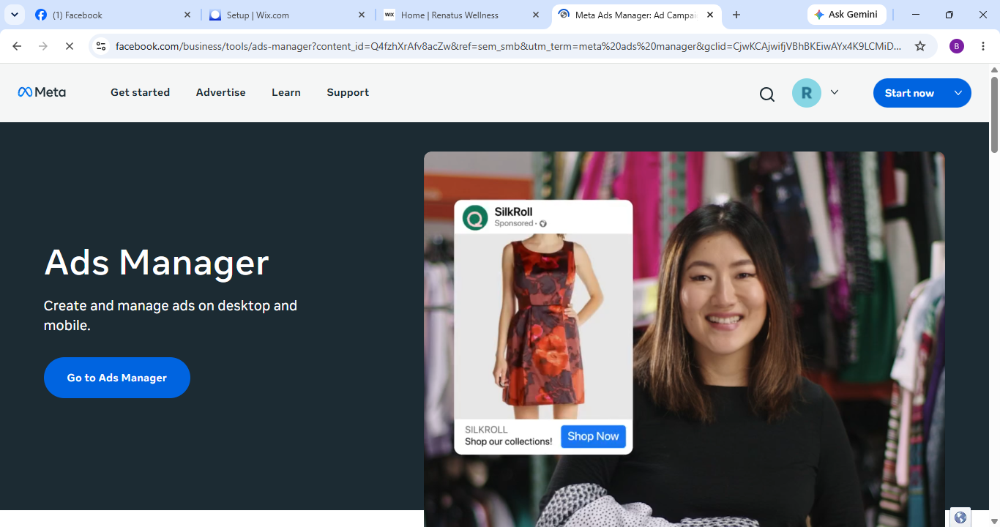 (1) Facebook
Setup | Wix.com
WIX
Home | Renatus Wellness
Meta Ads Manager: Ad Campai
Ask Gemini
facebook.com/business/tools/ads-manager?content_id=Q4fzhXrAfv8acZw&ref=sem_smb&utm_term=meta%20ads%20manager&gclid=CjwKCAjwifjVBhBKEiwAYx4K9LCMiD...
B
Meta
Get started
Advertise
Learn
Support
R
Start now
Ads Manager
Create and manage ads on desktop and
mobile.
Go to Ads Manager
SilkRoll
Sponsored ·
SILKROLL
Shop our collections!
Shop Now